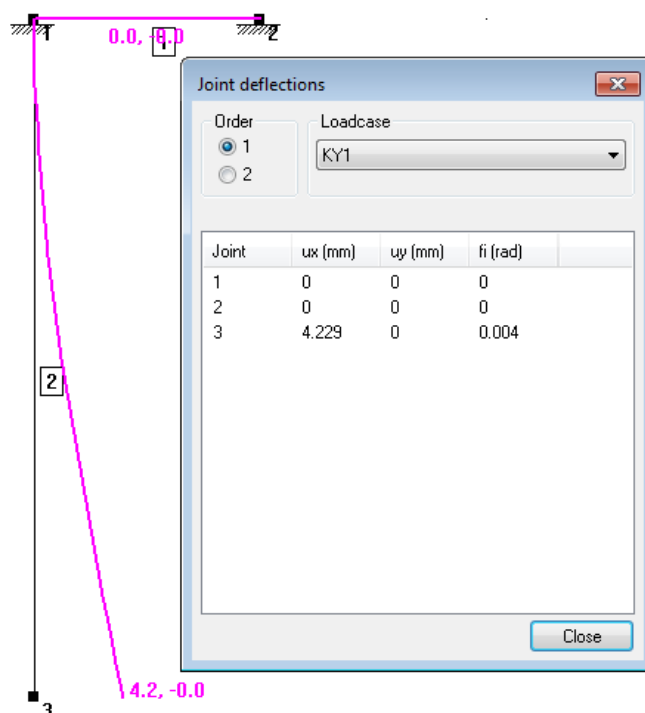 1
0.0, -0.0
1
2
Joint deflections
Order
1
2
Loadcase
KY1
Joint ux (mm) uy (mm) fi (rad)
1 0 0 0
2 0 0 0
3 4.229 0 0.004
2
Close
4.2, -0.0
3